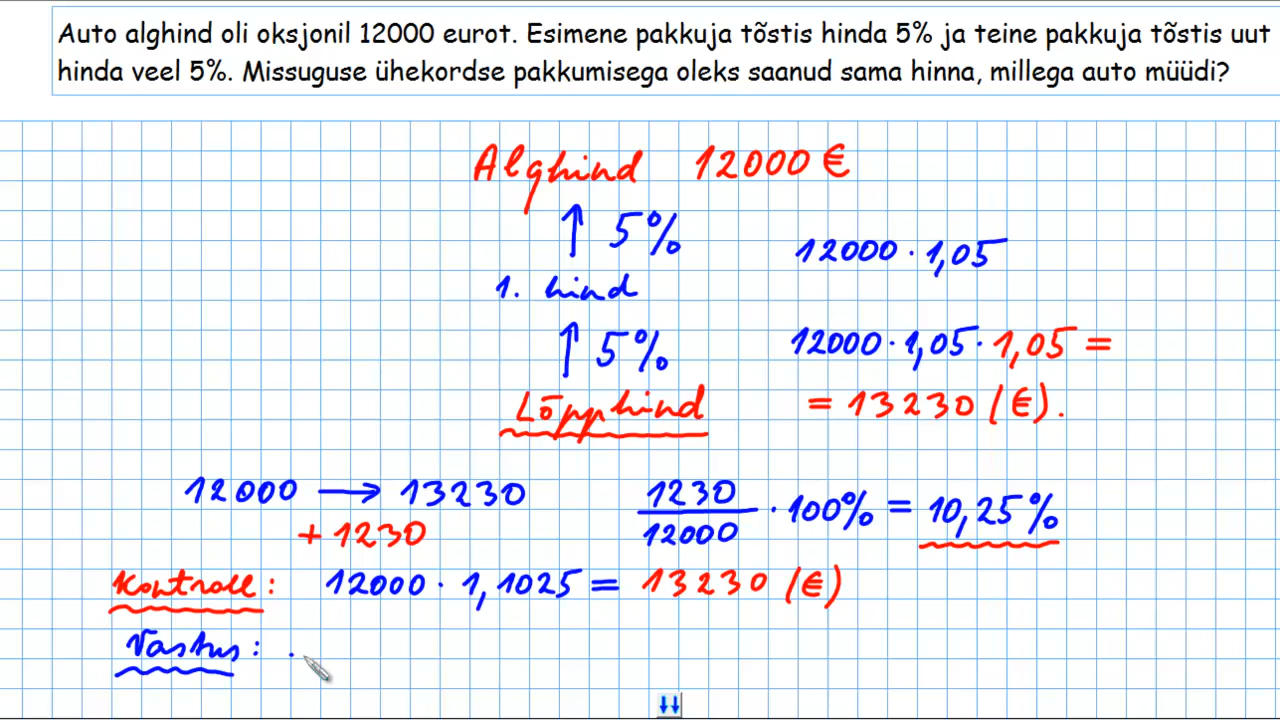 Auto alghind oli oksjonil 12000 eurot. Esimene pakkuja tõstis hinda 5% ja teine pakkuja tõstis uut
hinda veel 5%. Missuguse ühekordse pakkumisega oleks saanud sama hinna, millega auto müüdi?
Alghind 12000 €
↑ 5%
12000 · 1,05
1. hind
↑ 5%
12000 · 1,05 · 1,05 =
Lõpphind
= 13230 (€).
12000 → 13230
+ 1230
1230/12000 · 100% = 10,25%
Kontroll: 12000 · 1,1025 = 13230 (€)
Vastus: .